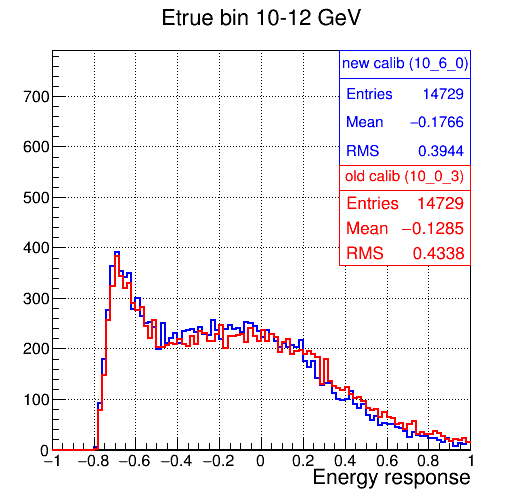 Etrue bin 10-12 GeV
new calib (10_6_0)
Entries 14729
Mean −0.1766
RMS 0.3944
old calib (10_0_3)
Entries 14729
Mean −0.1285
RMS 0.4338
700
600
500
400
300
200
100
0
−1 −0.8 −0.6 −0.4 −0.2 0 0.2 0.4 0.6 0.8 1
Energy response